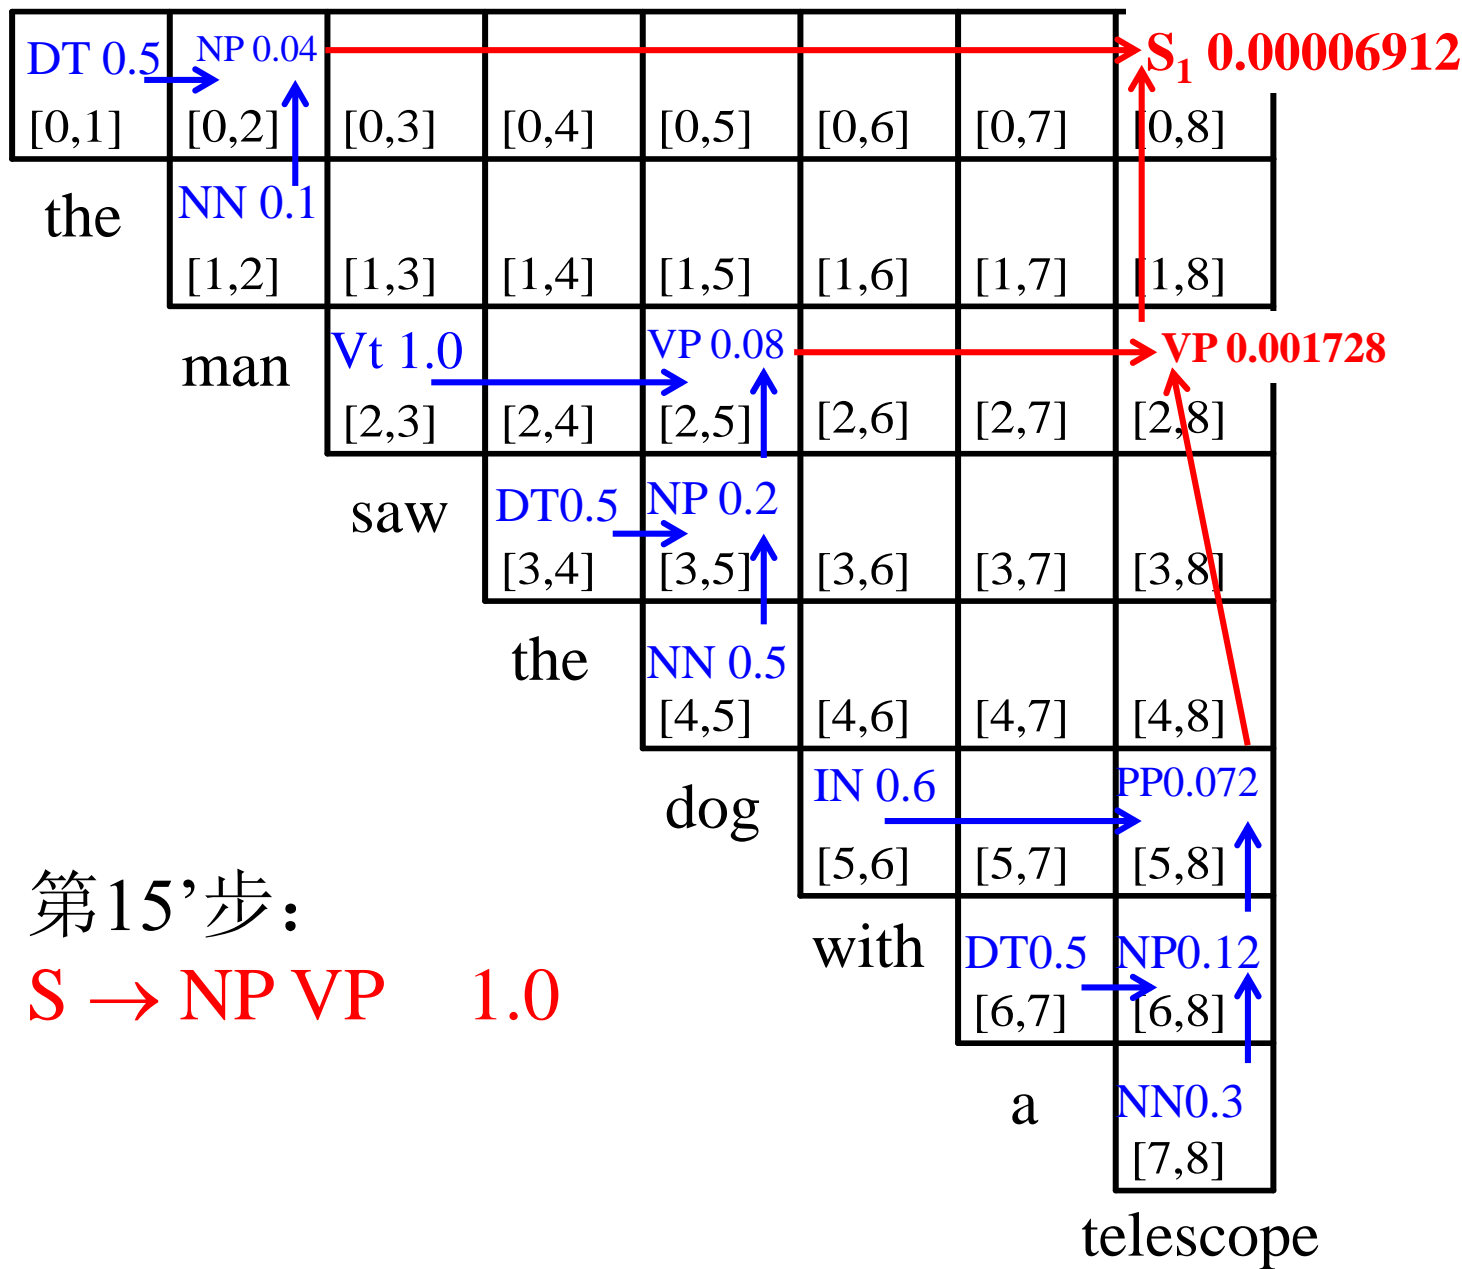 DT 0.5 NP 0.04 S₁ 0.00006912
[0,1] [0,2] [0,3] [0,4] [0,5] [0,6] [0,7] [0,8]
the NN 0.1
[1,2] [1,3] [1,4] [1,5] [1,6] [1,7] [1,8]
man Vt 1.0 VP 0.08 VP 0.001728
[2,3] [2,4] [2,5] [2,6] [2,7] [2,8]
saw DT0.5 NP 0.2
[3,4] [3,5] [3,6] [3,7] [3,8]
the NN 0.5
[4,5] [4,6] [4,7] [4,8]
dog IN 0.6 PP0.072
[5,6] [5,7] [5,8]
with DT0.5 NP0.12
[6,7] [6,8]
a NN0.3
[7,8]
telescope
第15’步：
S → NP VP 1.0